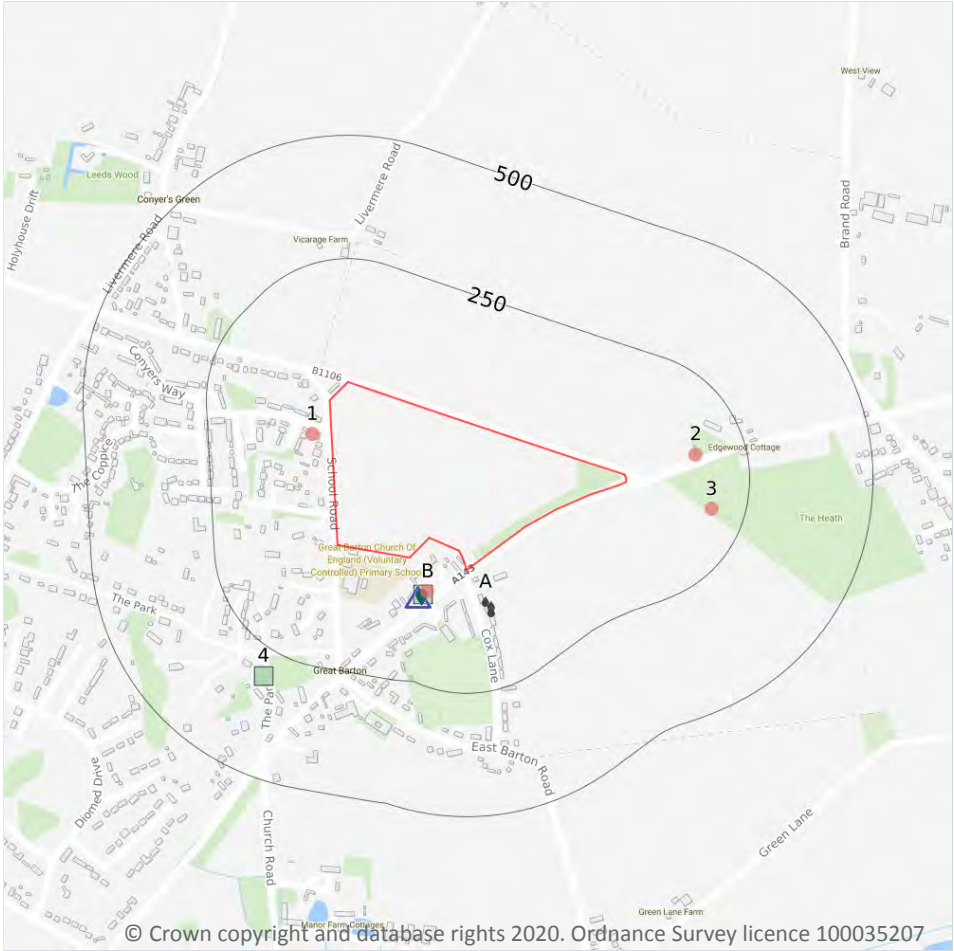 West View
500
Leeds Wood
Conyer's Green
Livermere Road
Holyhouse Drift
Brand Road
Vicarage Farm
Livermere Road
250
B1106
Conyers Way
1
2
Edgewood Cottage
3
The Coppice
School Road
The Heath
Great Barton Church Of
England (Voluntary
Controlled) Primary School
B
A143
A
The Park
Cox Lane
4
Great Barton
The Par
East Barton Road
Diomed Drive
Church Road
Green Lane
Green Lane Farm
Manor Farm Cottages
© Crown copyright and database rights 2020. Ordnance Survey licence 100035207